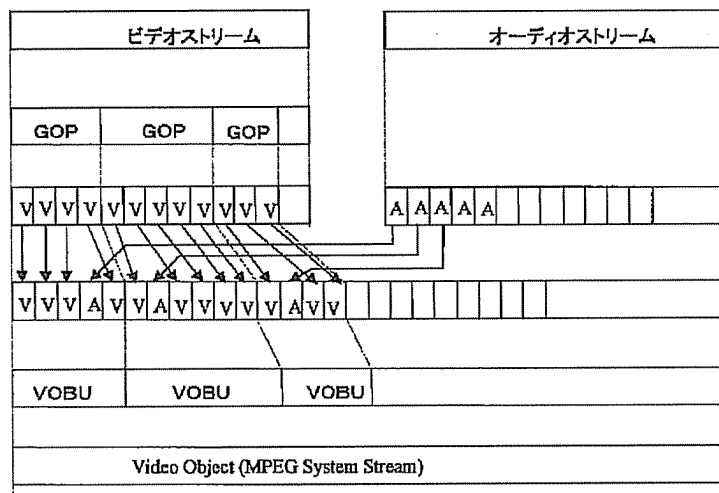 ビデオストリーム オーディオストリーム
GOP GOP GOP
V V V V V V V V V V V V A A A A A
V V V A V V A V V V V V A V V
VOBU VOBU VOBU
Video Object (MPEG System Stream)